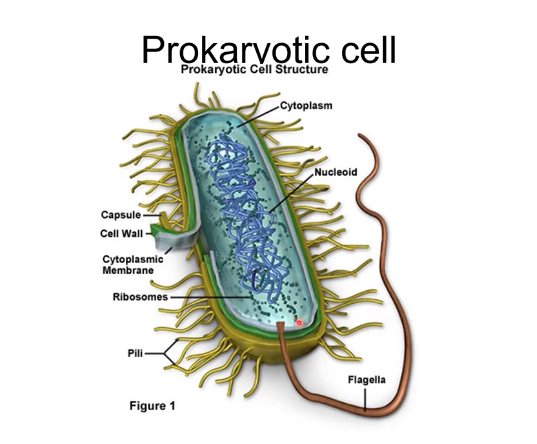 Prokaryotic cell
Prokaryotic Cell Structure
Cytoplasm
Nucleoid
Capsule
Cell Wall
Cytoplasmic
Membrane
Ribosomes
Pili
Flagella
Figure 1